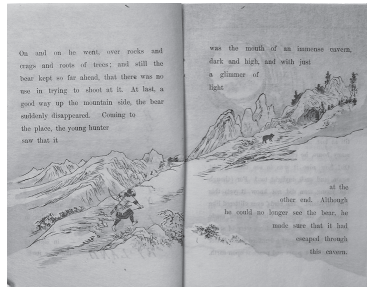 On and on he went, over rocks and
crags and roots of trees; and still the
bear kept so far ahead, that there was no
use in trying to shoot at it. At last, a
good way up the mountain side, the bear
suddenly disappeared. Coming to
the place, the young hunter
saw that it
was the mouth of an immense cavern,
dark and high, and with just
a glimmer of
light
at the
other end. Although
he could no longer see the bear, he
made sure that it had
escaped through
this cavern.